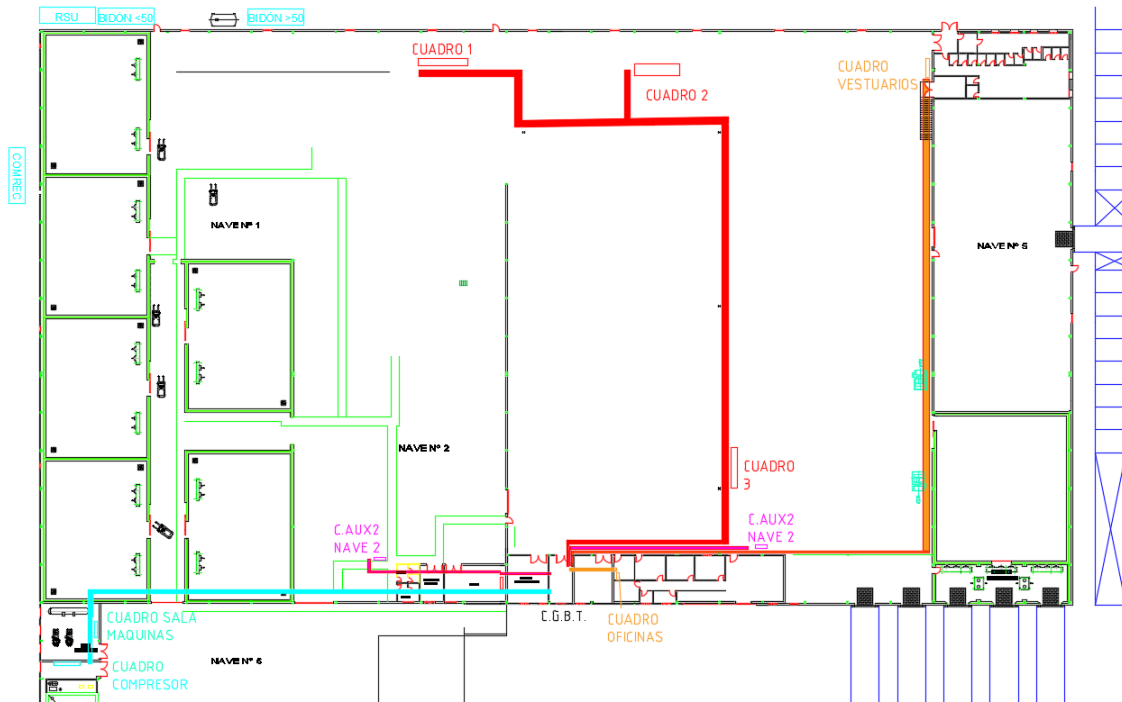 RSU
BIDÓN <50
BIDÓN >50
CUADRO 1
CUADRO 2
CUADRO
VESTUARIOS
COMREC
NAVE Nº 1
NAVE Nº 5
NAVE Nº 2
CUADRO
3
C.AUX2
NAVE 2
C.AUX2
NAVE 2
C.G.B.T.
CUADRO
OFICINAS
CUADRO SALA
MAQUINAS
CUADRO
COMPRESOR
NAVE Nº 6